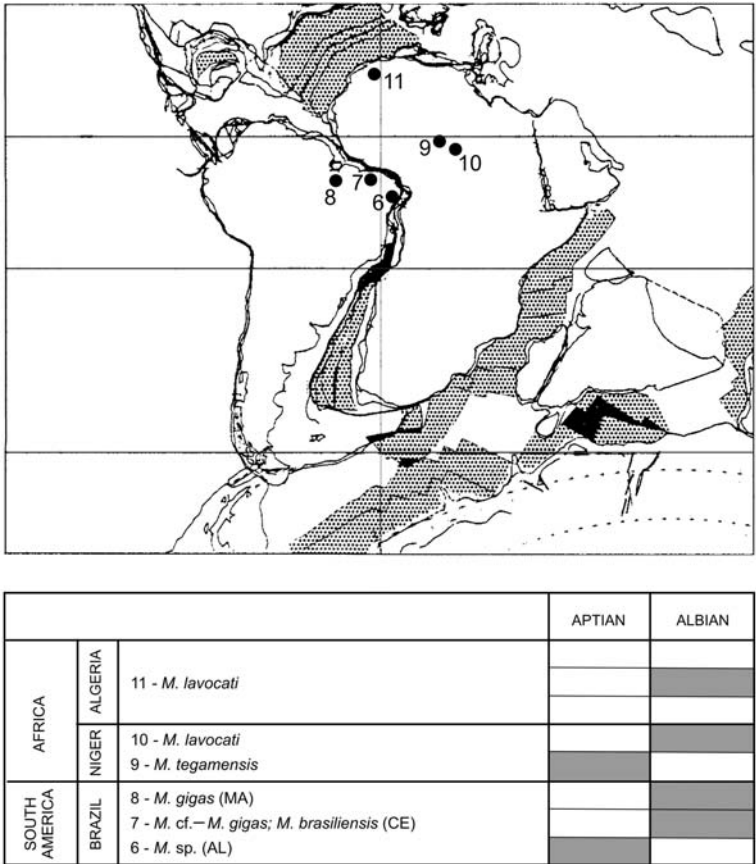 11
9
10
7
8
6
APTIAN
ALBIAN
AFRICA
ALGERIA
11 - M. lavocati
NIGER
10 - M. lavocati
9 - M. tegamensis
SOUTH
AMERICA
BRAZIL
8 - M. gigas (MA)
7 - M. cf.– M. gigas; M. brasiliensis (CE)
6 - M. sp. (AL)